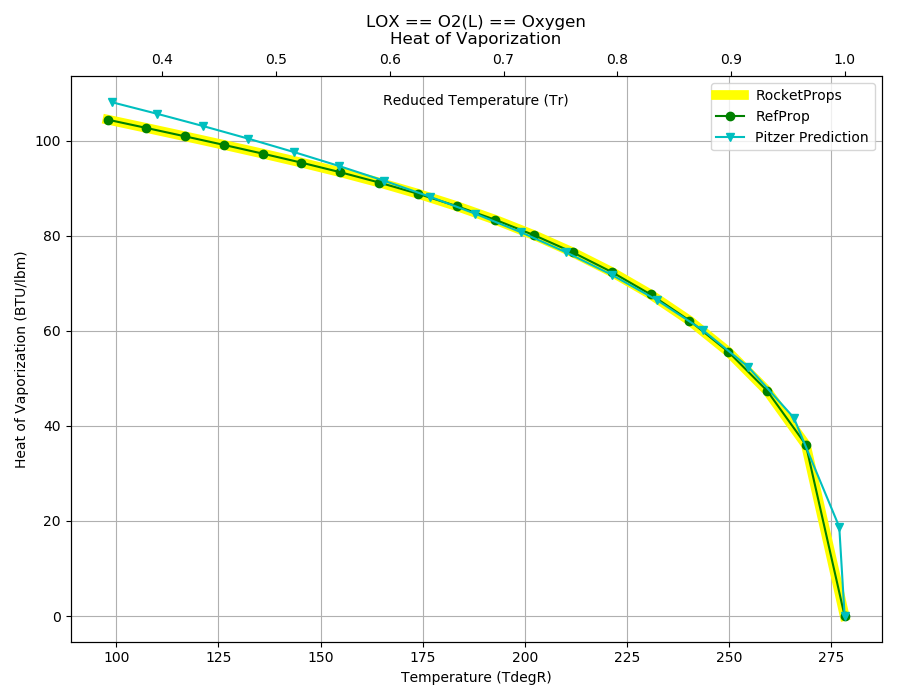 LOX == O2(L) == Oxygen
Heat of Vaporization
0.4 0.5 0.6 0.7 0.8 0.9 1.0
Reduced Temperature (Tr)
RocketProps
RefProp
Pitzer Prediction
Heat of Vaporization (BTU/lbm)
100
80
60
40
20
0
100 125 150 175 200 225 250 275
Temperature (TdegR)